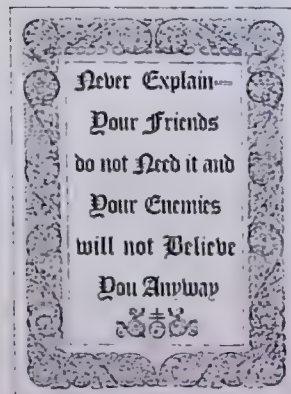 Never Explain—
Your Friends
do not Need it and
Your Enemies
will not Believe
You Anyway